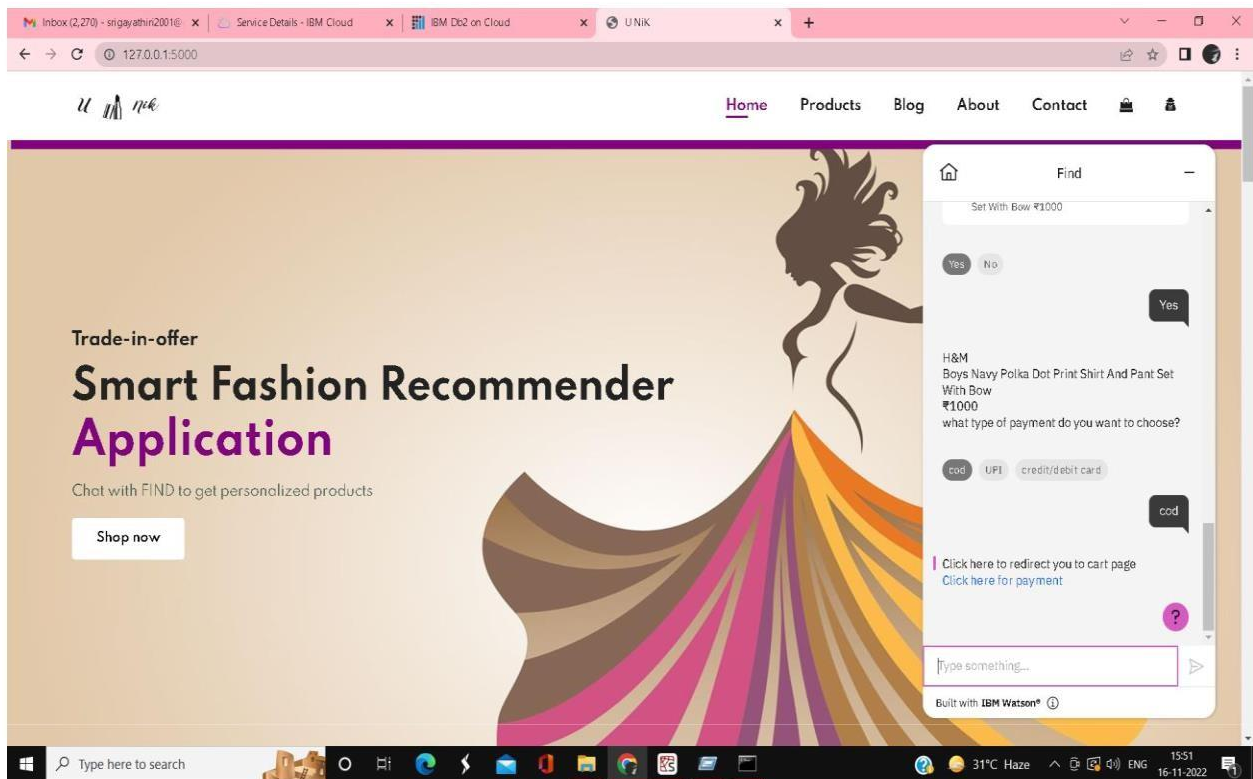 Inbox (2,270) - srigayathiri2001@
Service Details - IBM Cloud
IBM Db2 on Cloud
UNiK
127.0.0.1:5000
U nik
Home Products Blog About Contact
Trade-in-offer
Smart Fashion Recommender
Application
Chat with FIND to get personalized products
Shop now
Find
Set With Bow ₹1000
Yes No
Yes
H&M
Boys Navy Polka Dot Print Shirt And Pant Set
With Bow
₹1000
what type of payment do you want to choose?
cod UPI credit/debit card
cod
Click here to redirect you to cart page
Click here for payment
?
Type something...
Built with IBM Watson®
Type here to search
31°C Haze
ENG
15:51
16-11-2022
1